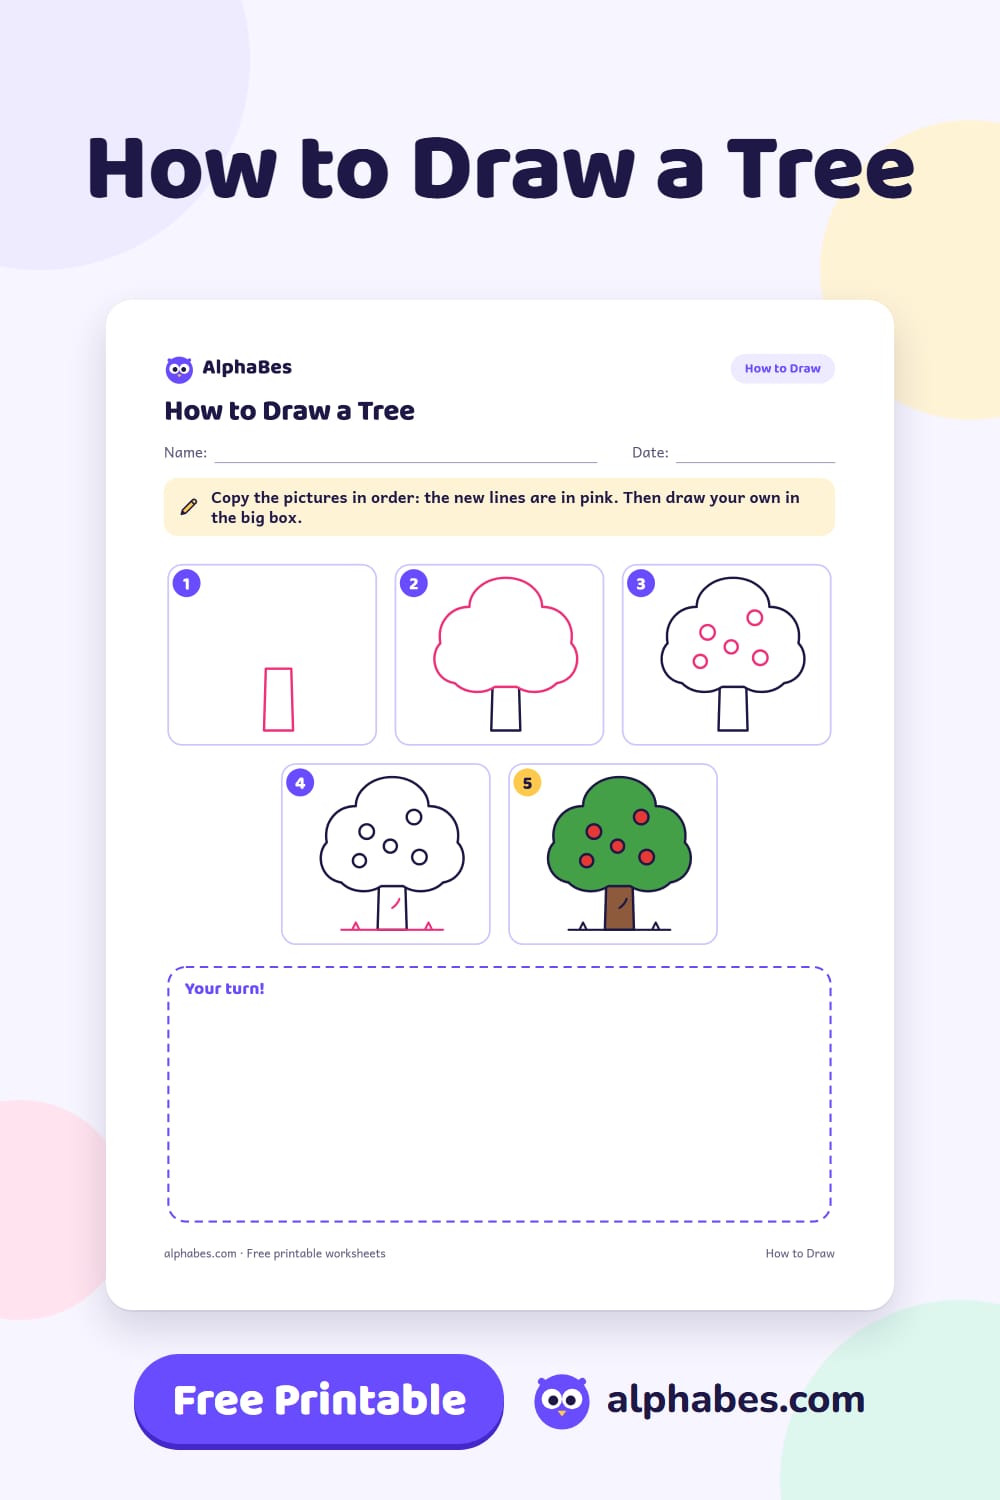 How to Draw a Tree
AlphaBes
How to Draw
How to Draw a Tree
Name:
Date:
Copy the pictures in order: the new lines are in pink. Then draw your own in
the big box.
1
2
3
4
5
Your turn!
alphabes.com · Free printable worksheets
How to Draw
Free Printable
alphabes.com